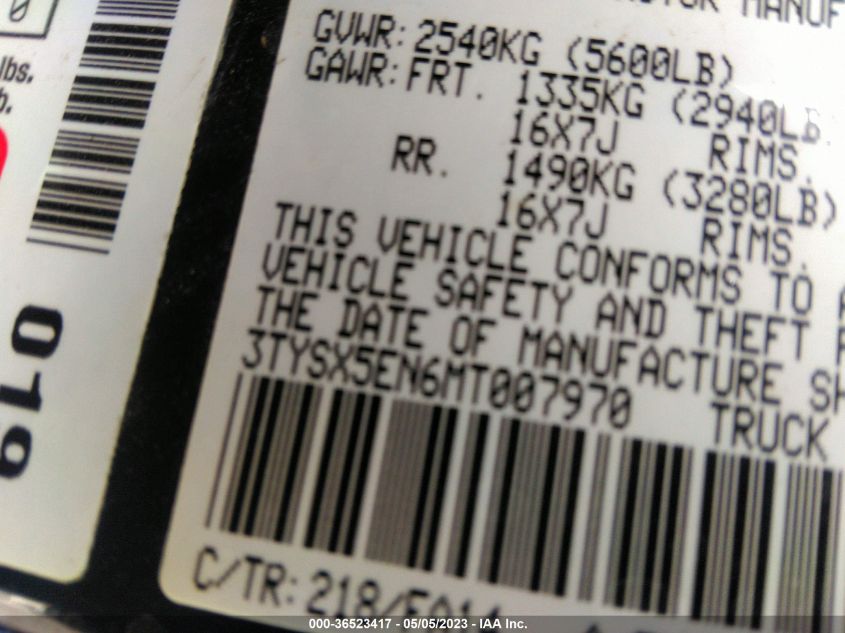 MANUF
GVWR: 2540KG (5600LB)
GAWR: FRT. 1335KG (2940LB
16X7J RIMS.
RR. 1490KG (3280LB)
16X7J RIMS.
THIS VEHICLE CONFORMS TO A
VEHICLE SAFETY AND THEFT P
THE DATE OF MANUFACTURE SH
3TYSX5EN6MT007970 TRUCK
C/TR: 218/
lbs.
b.
019
000-36523417 - 05/05/2023 - IAA Inc.